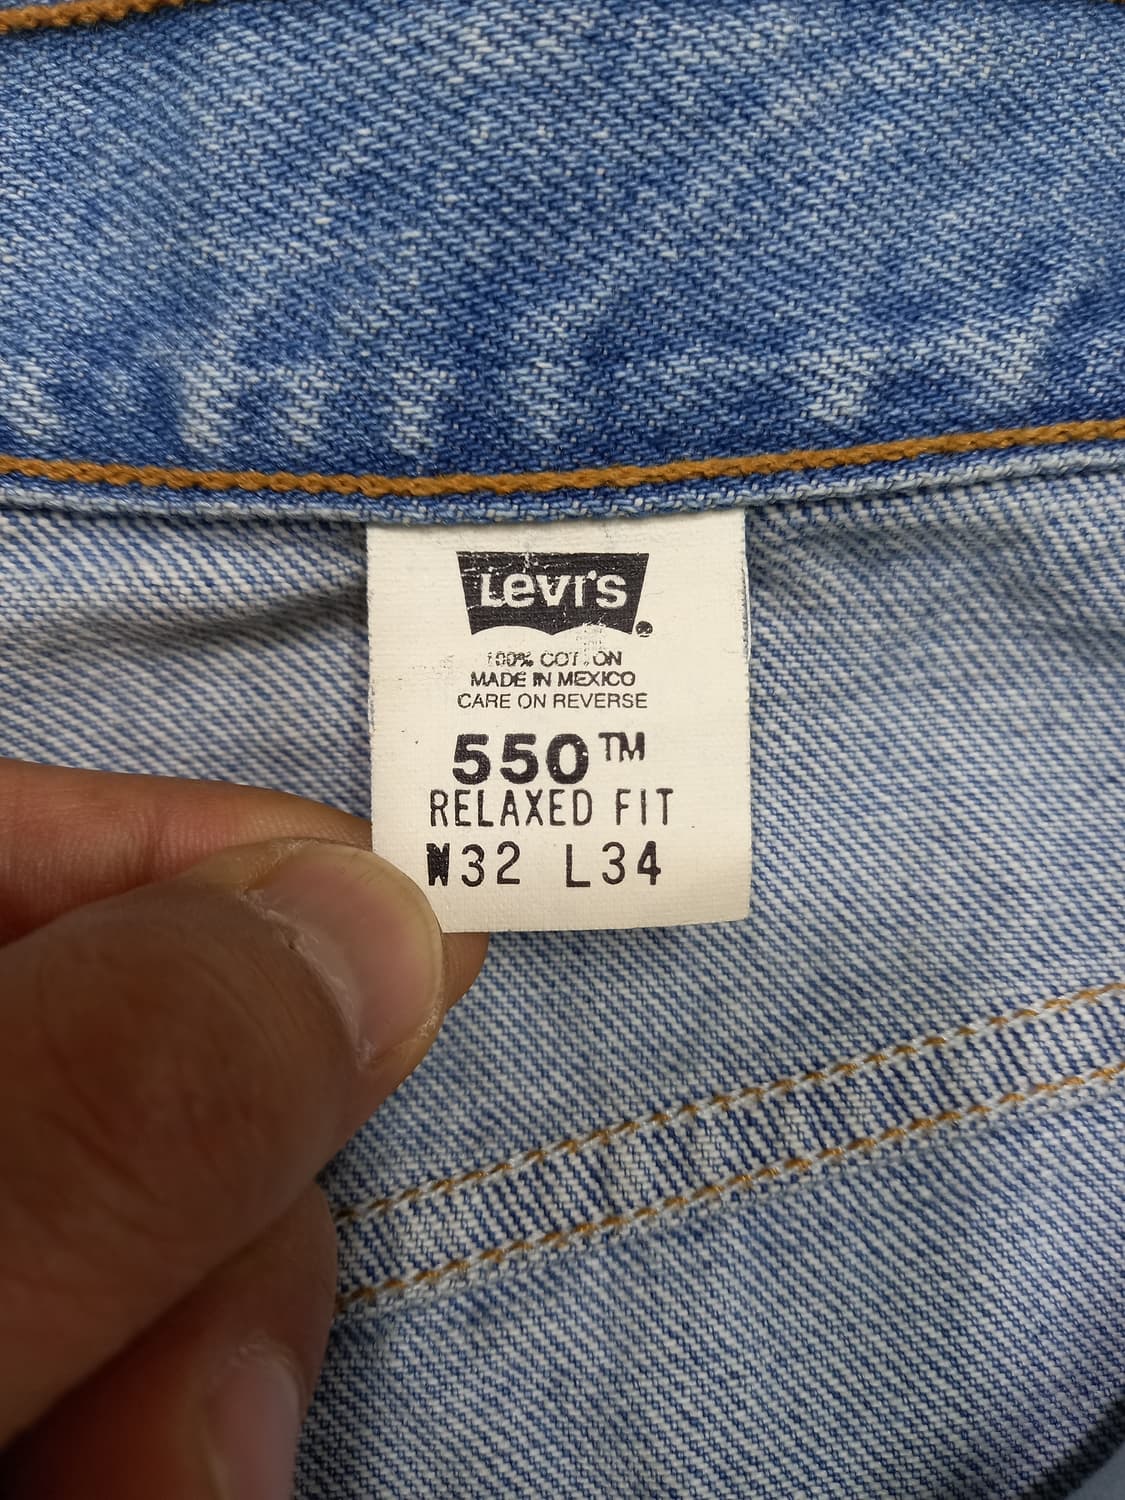 Levi's
100% COTTON
MADE IN MEXICO
CARE ON REVERSE
550™
RELAXED FIT
W32 L34